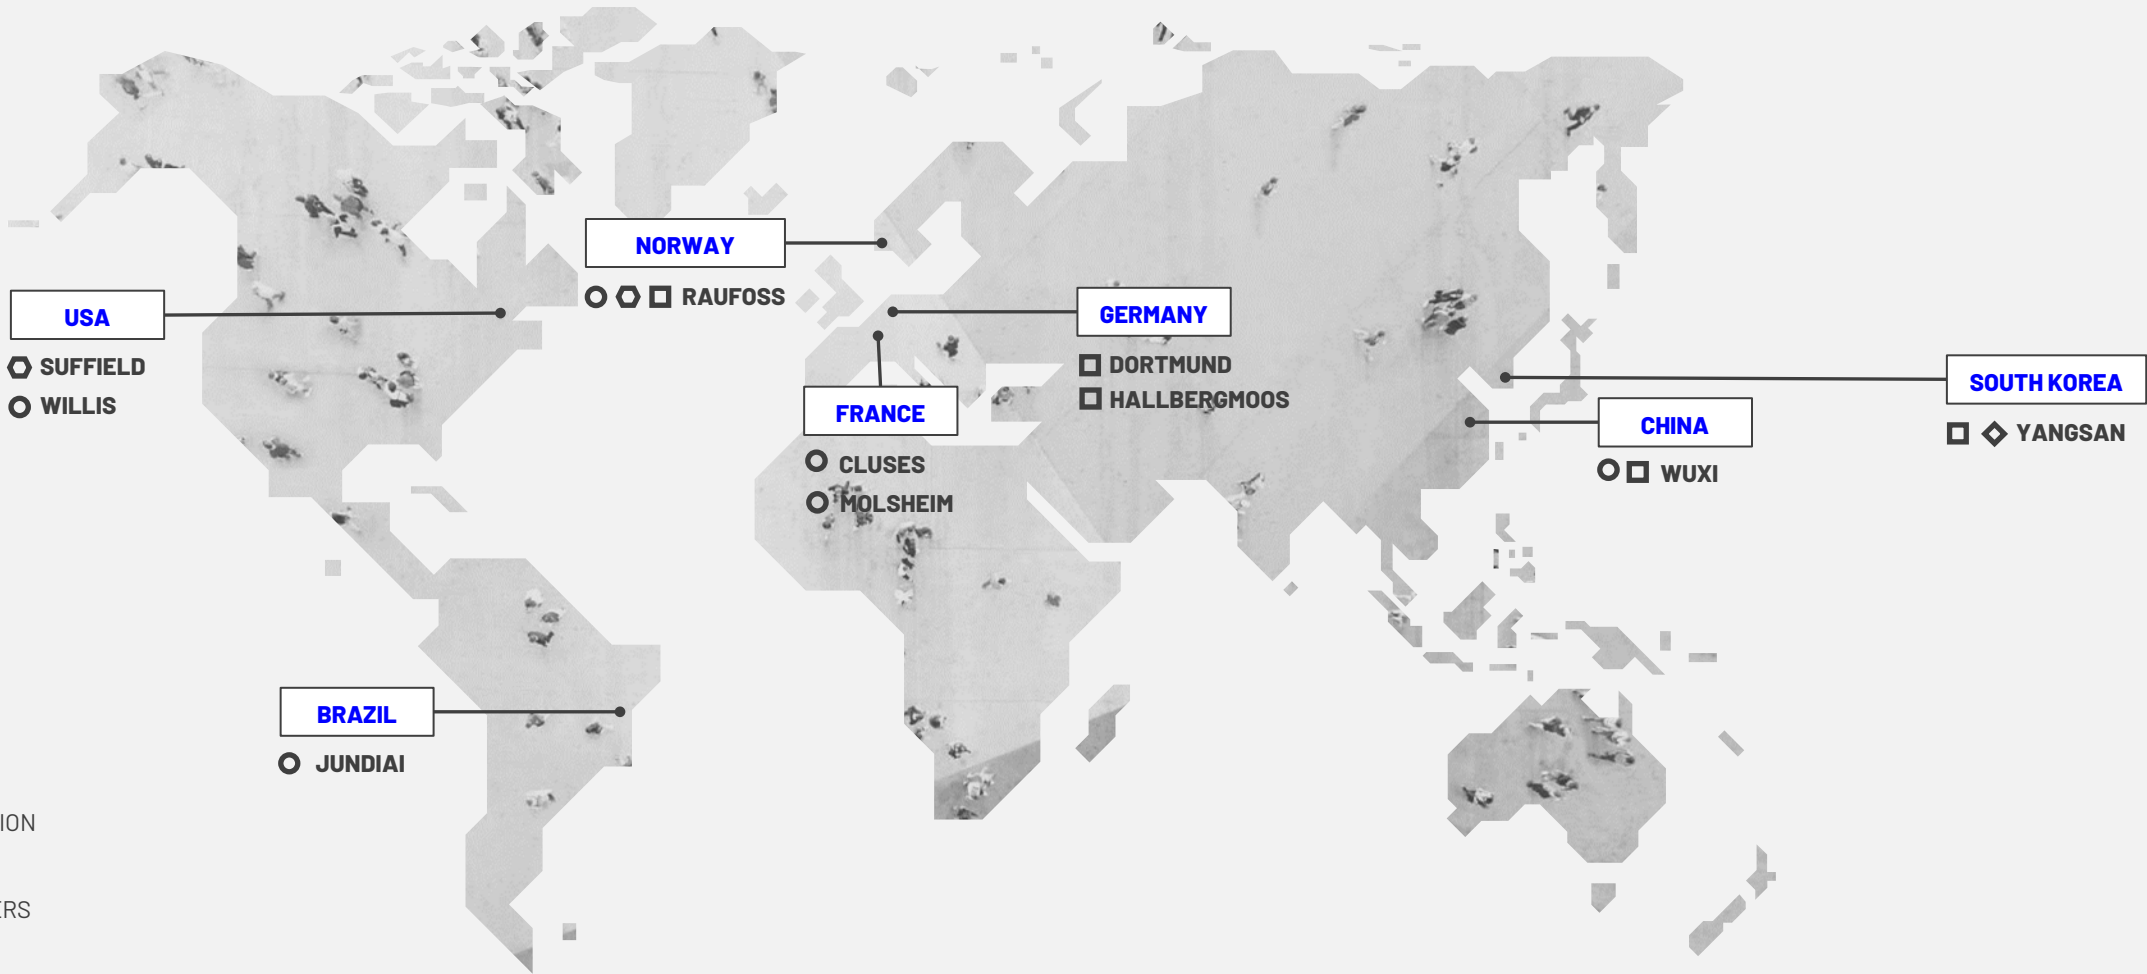 NORWAY
RAUFOSS
USA
SUFFIELD
WILLIS
GERMANY
DORTMUND
HALLBERGMOOS
FRANCE
CLUSES
MOLSHEIM
SOUTH KOREA
YANGSAN
CHINA
WUXI
BRAZIL
JUNDIAI
ION
ERS